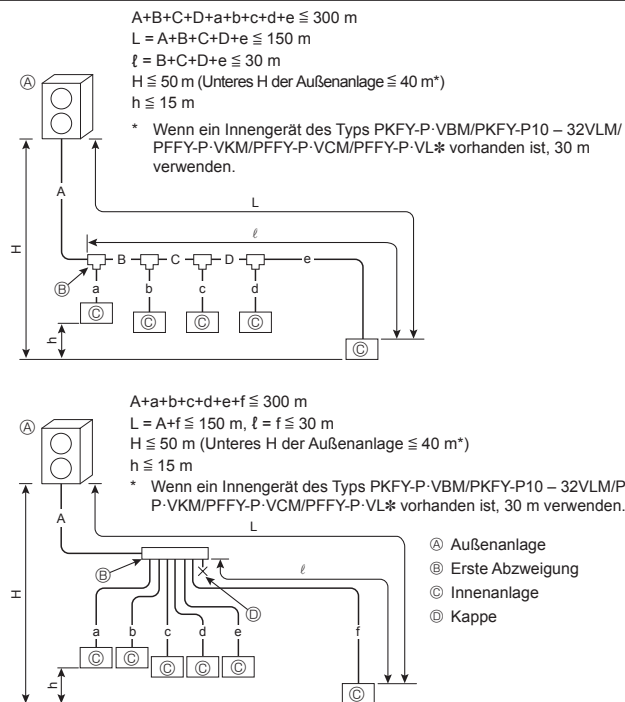 A+B+C+D+a+b+c+d+e ≦ 300 m
L = A+B+C+D+e ≦ 150 m
ℓ = B+C+D+e ≦ 30 m
H ≦ 50 m (Unteres H der Außenanlage ≦ 40 m*)
h ≦ 15 m
* Wenn ein Innengerät des Typs PKFY-P·VBM/PKFY-P10 – 32VLM/
PFFY-P·VKM/PFFY-P·VCM/PFFY-P·VL✻ vorhanden ist, 30 m
verwenden.
Ⓐ
A
L
H
ℓ
B C D e
Ⓑ
a b c d
Ⓒ Ⓒ Ⓒ Ⓒ
h
Ⓒ
A+a+b+c+d+e+f ≦ 300 m
L = A+f ≦ 150 m, ℓ = f ≦ 30 m
H ≦ 50 m (Unteres H der Außenanlage ≦ 40 m*)
h ≦ 15 m
* Wenn ein Innengerät des Typs PKFY-P·VBM/PKFY-P10 – 32VLM/P
P·VKM/PFFY-P·VCM/PFFY-P·VL✻ vorhanden ist, 30 m verwenden.
Ⓐ
A
L
H
Ⓑ
ℓ
Ⓓ
a b c d e f
Ⓒ Ⓒ Ⓒ Ⓒ Ⓒ
h
Ⓒ
Ⓐ Außenanlage
Ⓑ Erste Abzweigung
Ⓒ Innenanlage
Ⓓ Kappe